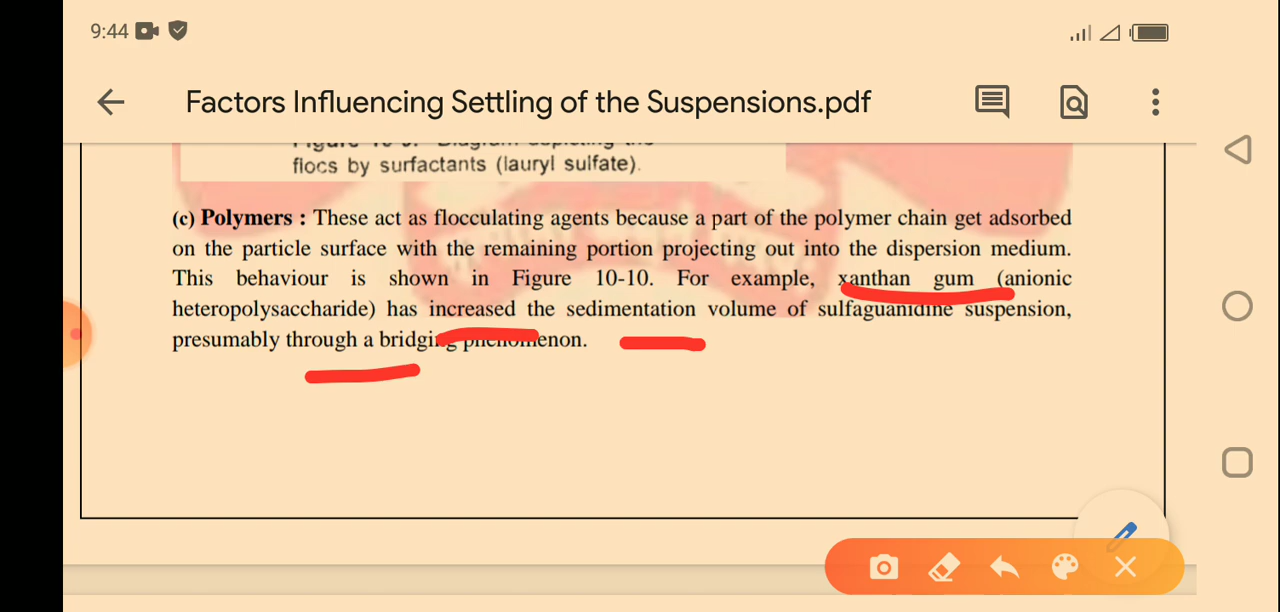 9:44
Factors Influencing Settling of the Suspensions.pdf
flocs by surfactants (lauryl sulfate).
(c) Polymers : These act as flocculating agents because a part of the polymer chain get adsorbed
on the particle surface with the remaining portion projecting out into the dispersion medium.
This behaviour is shown in Figure 10-10. For example, xanthan gum (anionic
heteropolysaccharide) has increased the sedimentation volume of sulfaguanidine suspension,
presumably through a bridging phenomenon.